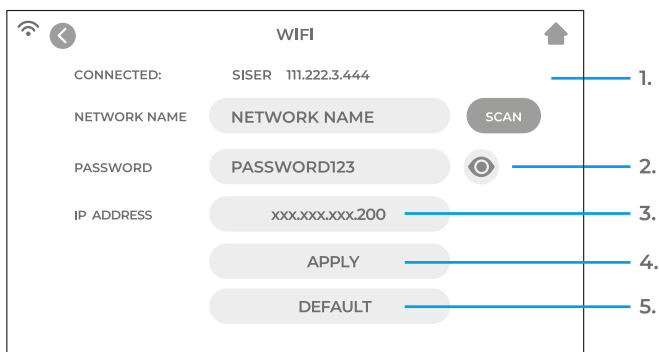 WIFI
CONNECTED: SISER 111.222.3.444 1.
NETWORK NAME NETWORK NAME SCAN
PASSWORD PASSWORD123 2.
IP ADDRESS xxx.xxx.xxx.200 3.
APPLY 4.
DEFAULT 5.